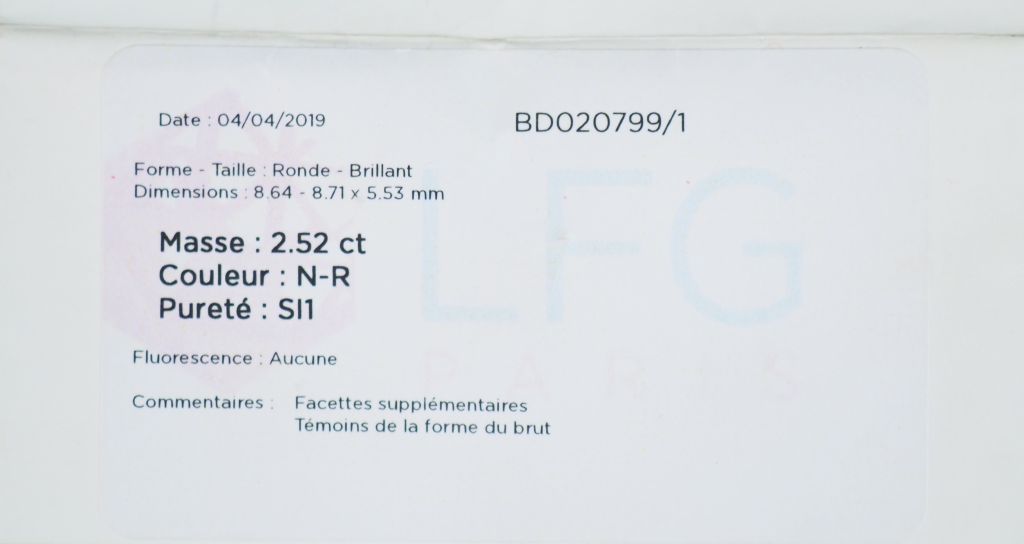 Date : 04/04/2019
BD020799/1
Forme - Taille : Ronde - Brillant
Dimensions : 8.64 - 8.71 x 5.53 mm
Masse : 2.52 ct
Couleur : N-R
Pureté : SI1
Fluorescence : Aucune
Commentaires : Facettes supplémentaires
Témoins de la forme du brut
LFG
PARIS